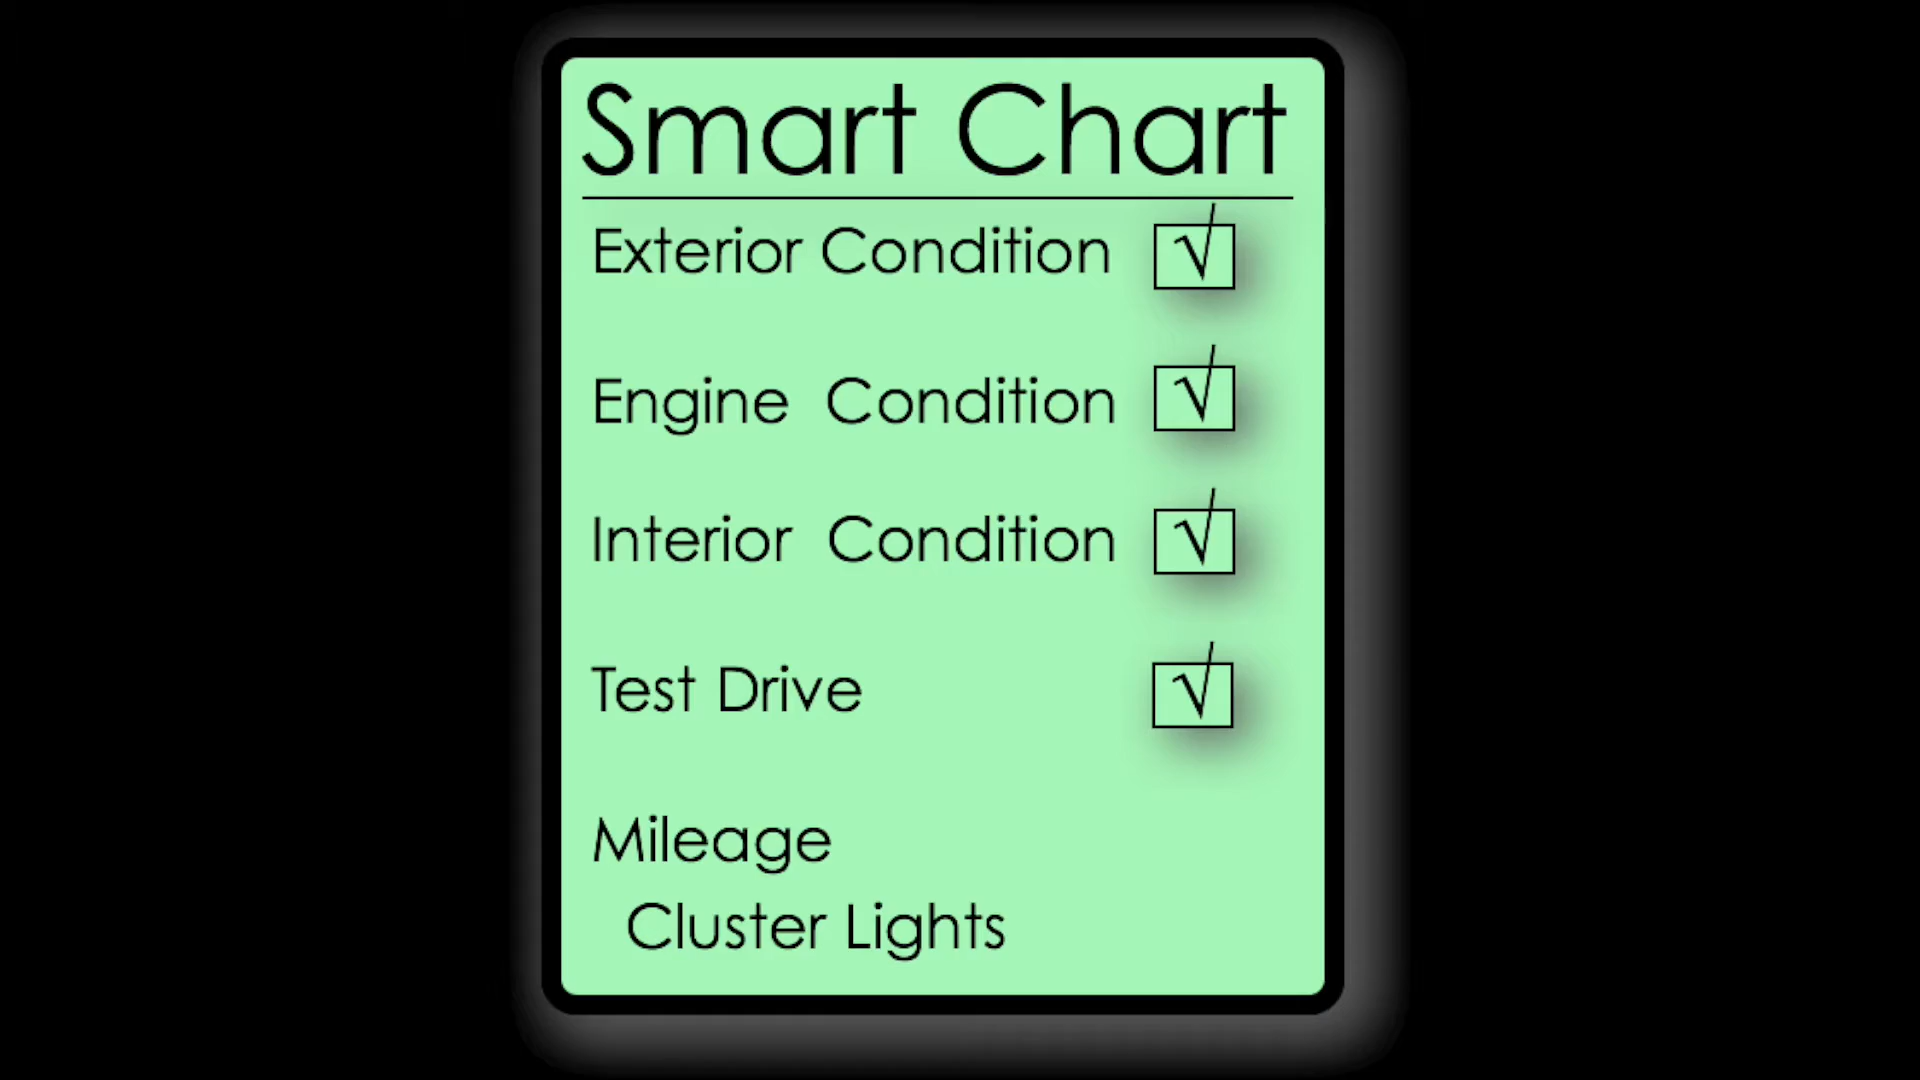 Smart Chart
Exterior Condition √
Engine Condition √
Interior Condition √
Test Drive √
Mileage
Cluster Lights